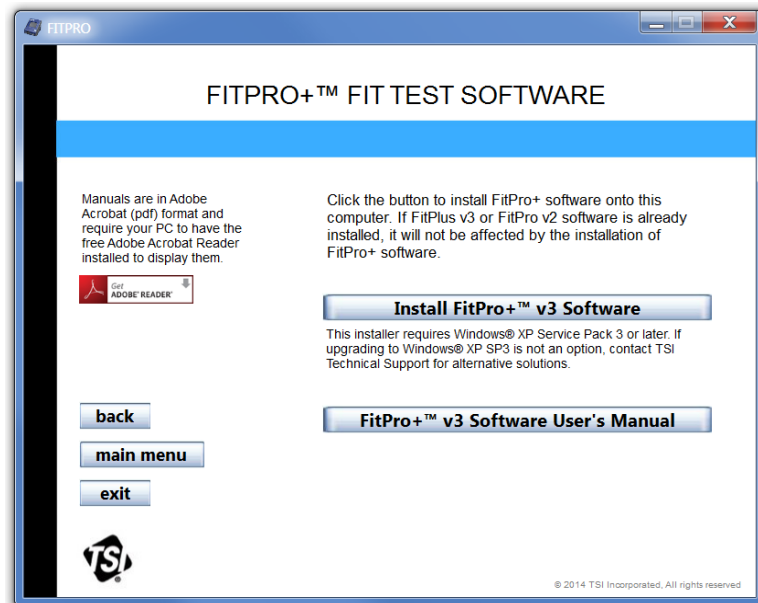 FITPRO
FITPRO+™ FIT TEST SOFTWARE
Manuals are in Adobe
Acrobat (pdf) format and
require your PC to have the
free Adobe Acrobat Reader
installed to display them.
Get
ADOBE® READER®
Click the button to install FitPro+ software onto this
computer. If FitPlus v3 or FitPro v2 software is already
installed, it will not be affected by the installation of
FitPro+ software.
Install FitPro+™ v3 Software
This installer requires Windows® XP Service Pack 3 or later. If
upgrading to Windows® XP SP3 is not an option, contact TSI
Technical Support for alternative solutions.
FitPro+™ v3 Software User's Manual
back
main menu
exit
TSI
© 2014 TSI Incorporated, All rights reserved